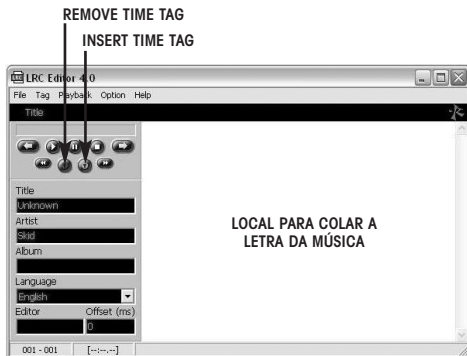 REMOVE TIME TAG
INSERT TIME TAG
LRC Editor 4.0
File Tag Playback Option Help
Title
Title
Unknown
Artist
Skid
Album
Language
English
Editor Offset (ms)
0
LOCAL PARA COLAR A
LETRA DA MÚSICA
001 - 001 [--:--.--]